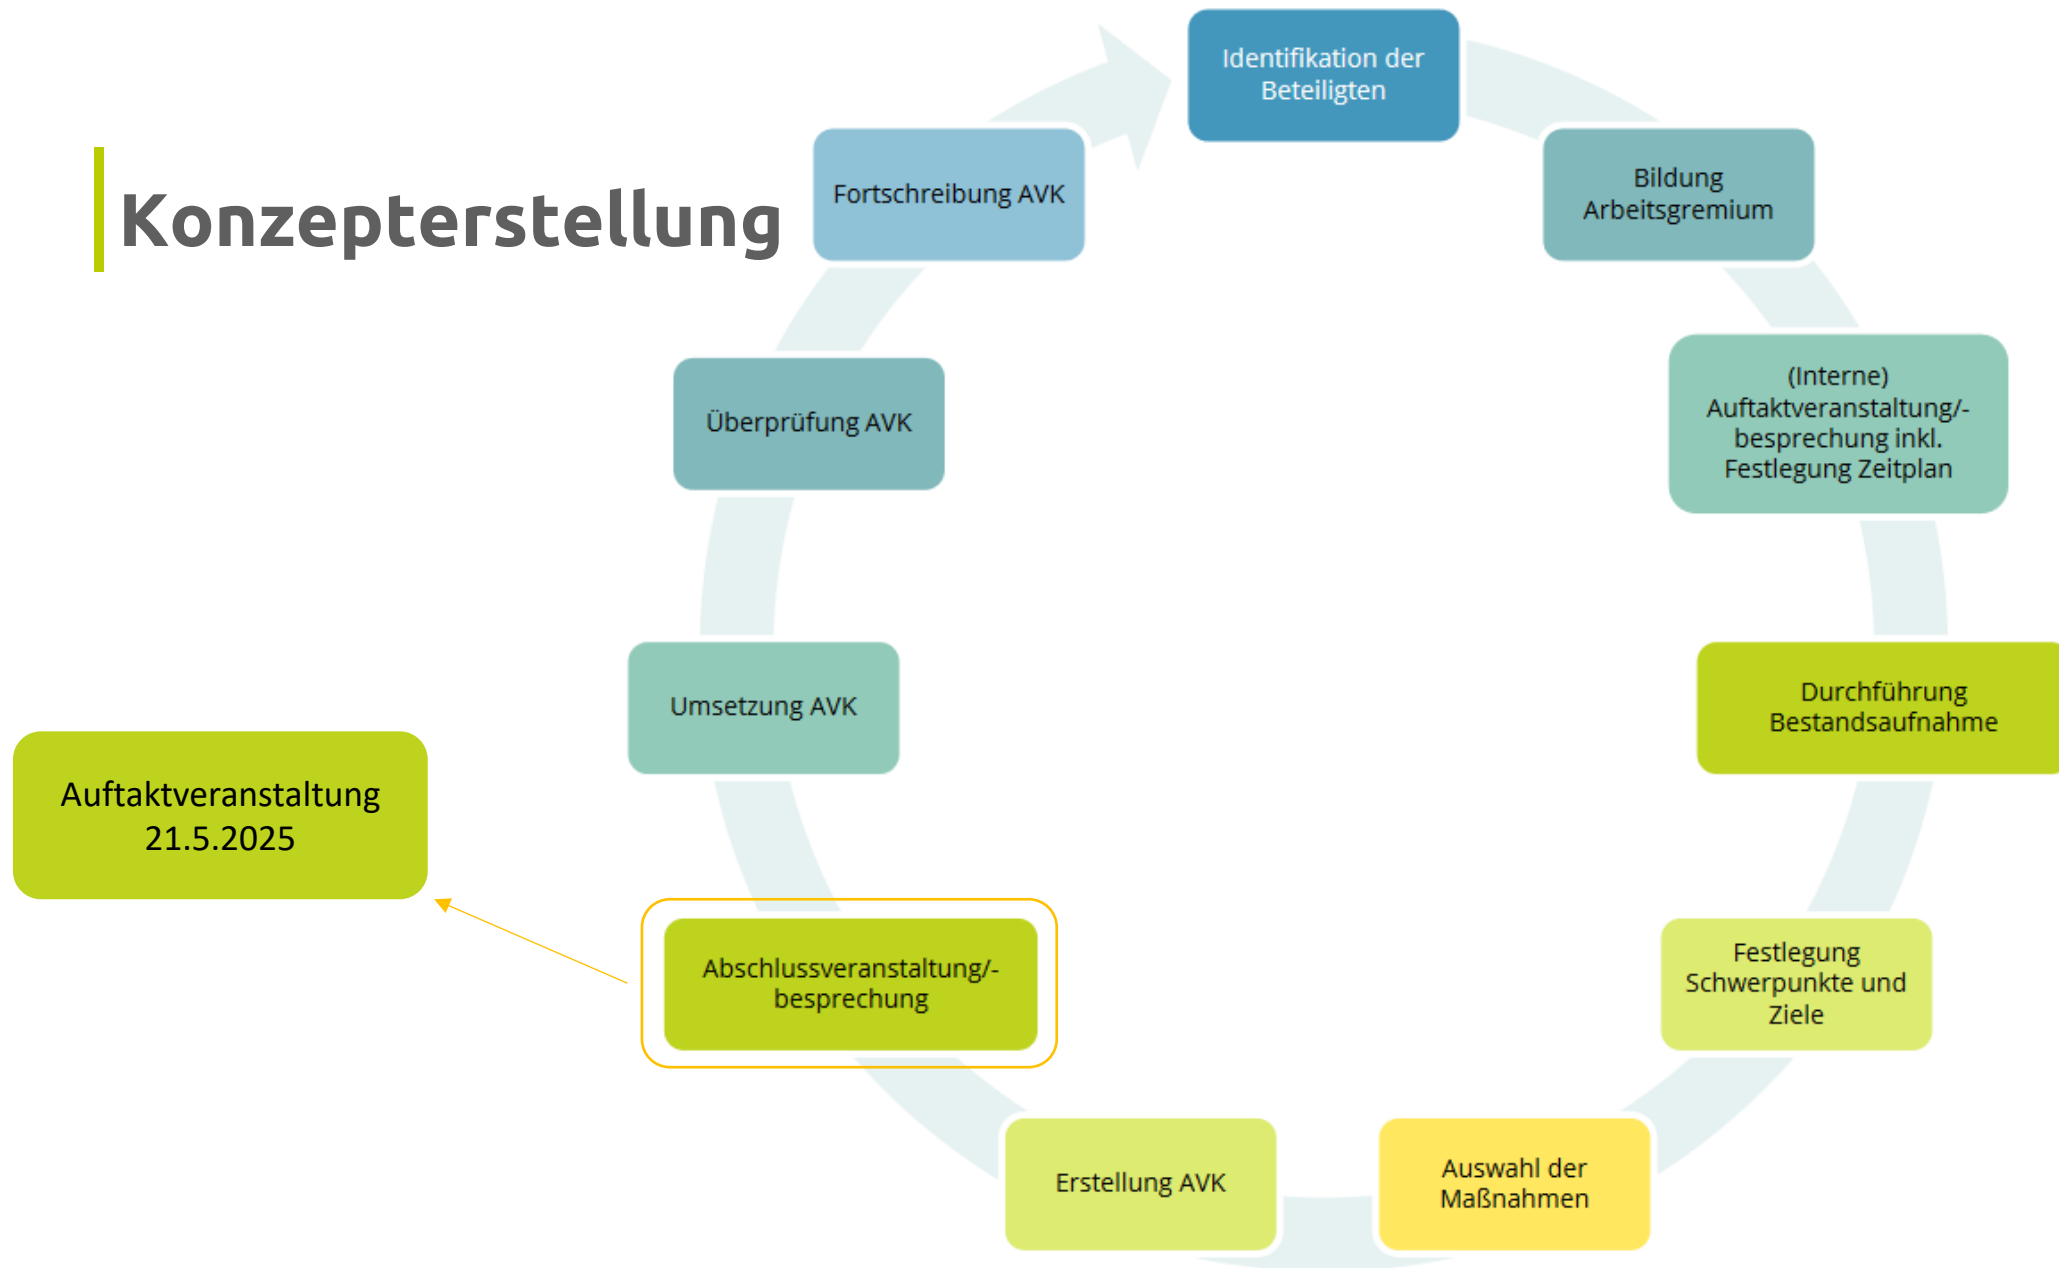 Konzepterstellung
Identifikation der
Beteiligten
Bildung
Arbeitsgremium
(Interne)
Auftaktveranstaltung/-
besprechung inkl.
Festlegung Zeitplan
Durchführung
Bestandsaufnahme
Festlegung
Schwerpunkte und
Ziele
Auswahl der
Maßnahmen
Erstellung AVK
Abschlussveranstaltung/-
besprechung
Auftaktveranstaltung
21.5.2025
Umsetzung AVK
Überprüfung AVK
Fortschreibung AVK